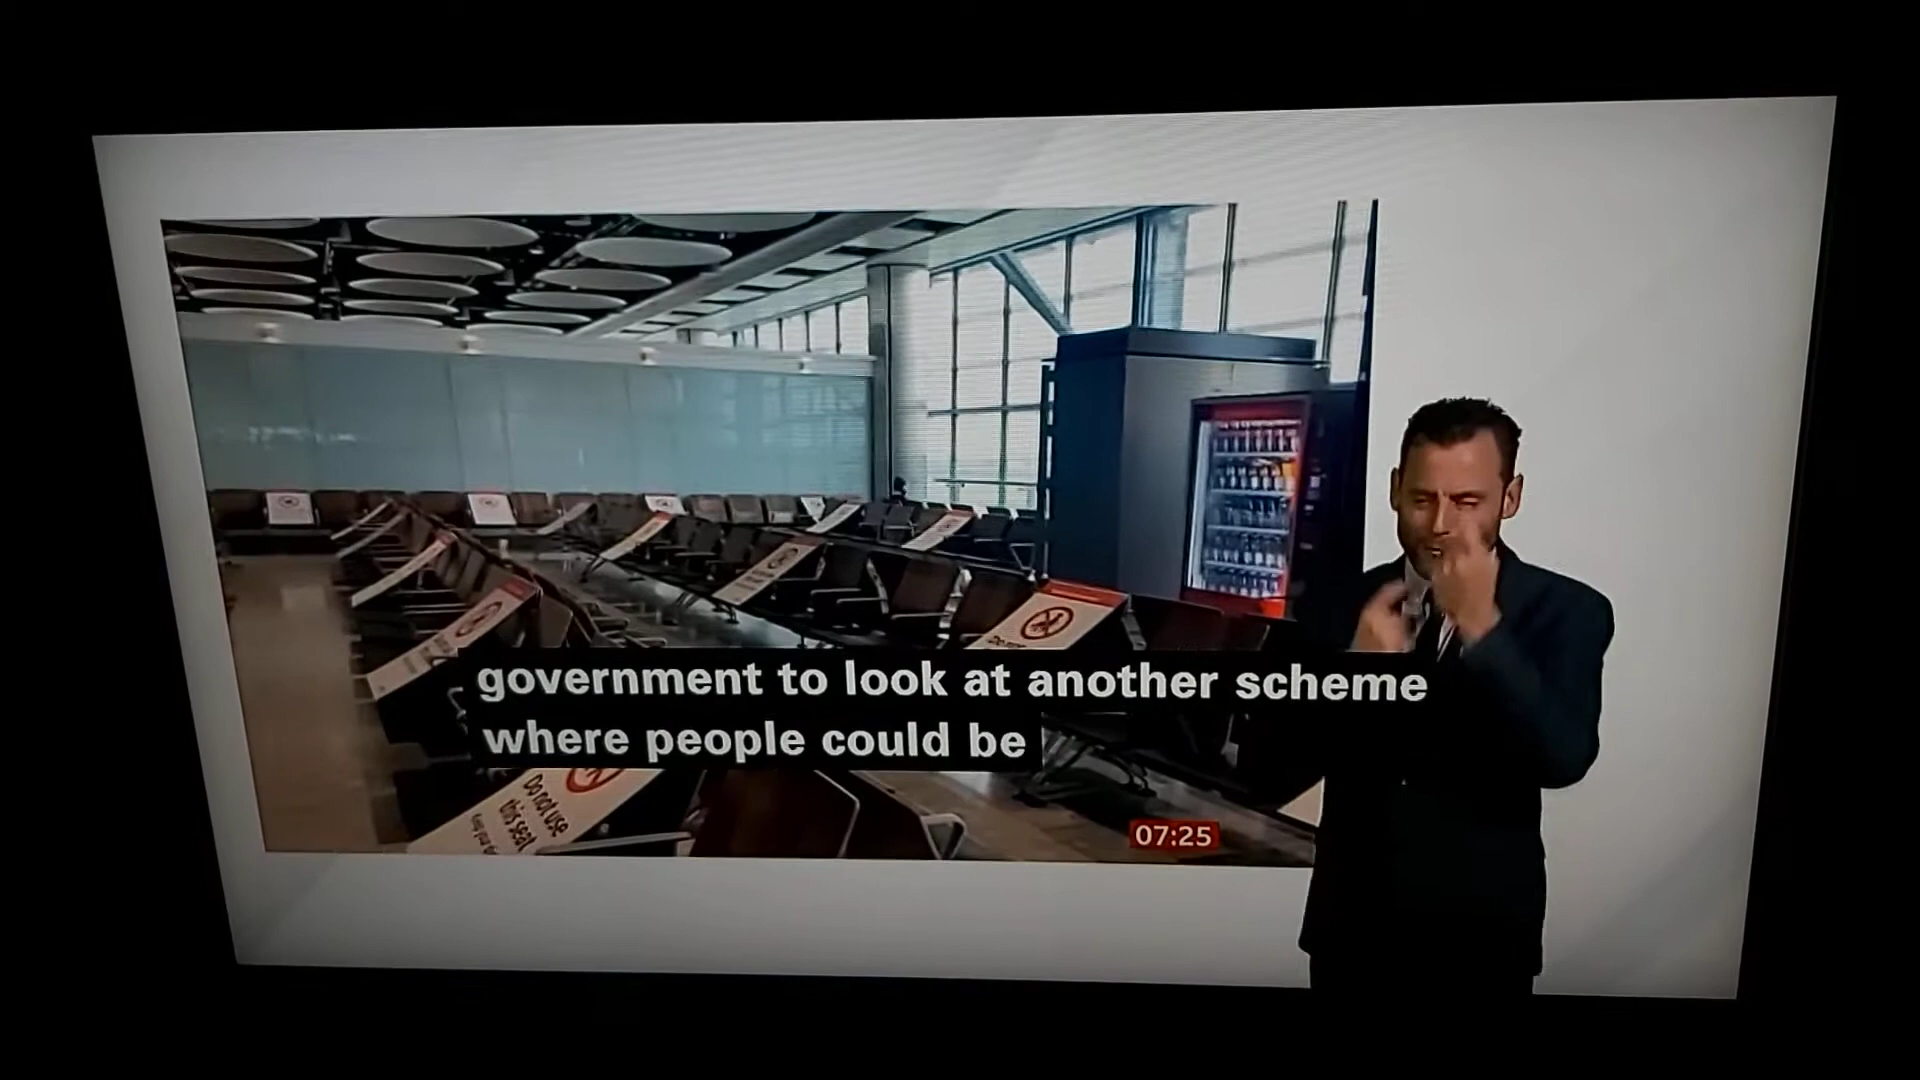 government to look at another scheme
where people could be
Do not use
this seat
07:25